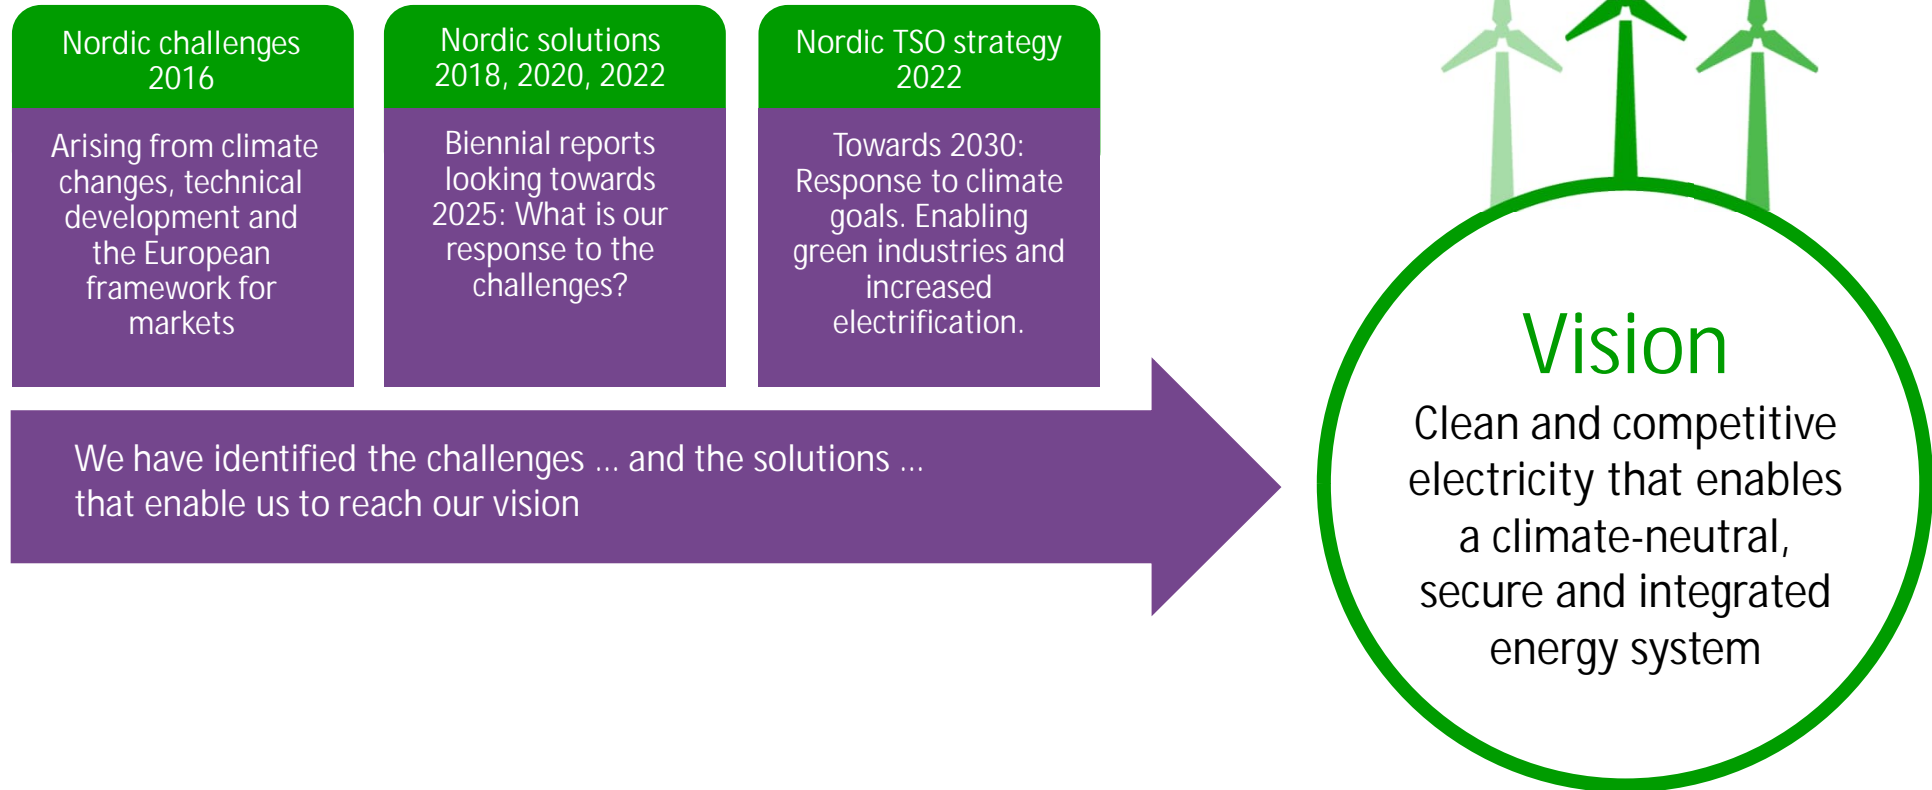 Nordic challenges
2016
Arising from climate
changes, technical
development and
the European
framework for
markets
Nordic solutions
2018, 2020, 2022
Biennial reports
looking towards
2025: What is our
response to the
challenges?
Nordic TSO strategy
2022
Towards 2030:
Response to climate
goals. Enabling
green industries and
increased
electrification.
We have identified the challenges ... and the solutions ...
that enable us to reach our vision
Vision
Clean and competitive
electricity that enables
a climate-neutral,
secure and integrated
energy system